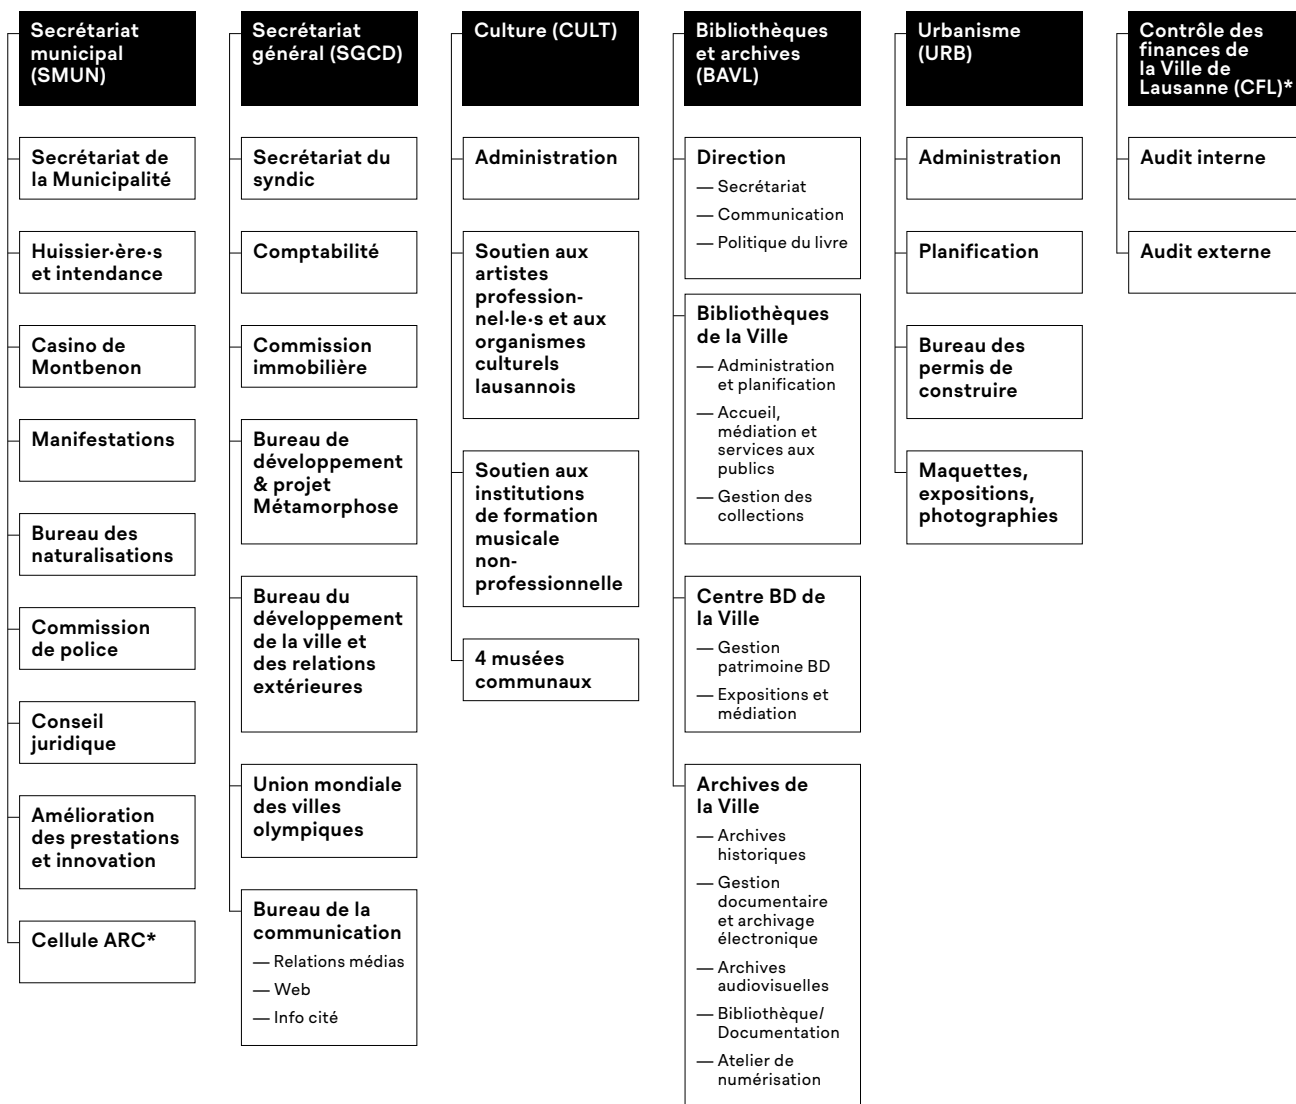 Secrétariat
municipal
(SMUN)
Secrétariat de
la Municipalité
Huissier·ère·s
et intendance
Casino de
Montbenon
Manifestations
Bureau des
naturalisations
Commission
de police
Conseil
juridique
Amélioration
des prestations
et innovation
Cellule ARC*
Secrétariat
général (SGCD)
Secrétariat du
syndic
Comptabilité
Commission
immobilière
Bureau de
développement
& projet
Métamorphose
Bureau du
développement
de la ville et
des relations
extérieures
Union mondiale
des villes
olympiques
Bureau de la
communication
— Relations médias
— Web
— Info cité
Culture (CULT)
Administration
Soutien aux
artistes
profession-
nel·le·s et aux
organismes
culturels
lausannois
Soutien aux
institutions
de formation
musicale
non-
professionnelle
4 musées
communaux
Bibliothèques
et archives
(BAVL)
Direction
— Secrétariat
— Communication
— Politique du livre
Bibliothèques
de la Ville
— Administration
et planification
— Accueil,
médiation et
services aux
publics
— Gestion des
collections
Centre BD de
la Ville
— Gestion
patrimoine BD
— Expositions et
médiation
Archives de
la Ville
— Archives
historiques
— Gestion
documentaire
et archivage
électronique
— Archives
audiovisuelles
— Bibliothèque/
Documentation
— Atelier de
numérisation
Urbanisme
(URB)
Administration
Planification
Bureau des
permis de
construire
Maquettes,
expositions,
photographies
Contrôle des
finances de
la Ville de
Lausanne (CFL)*
Audit interne
Audit externe